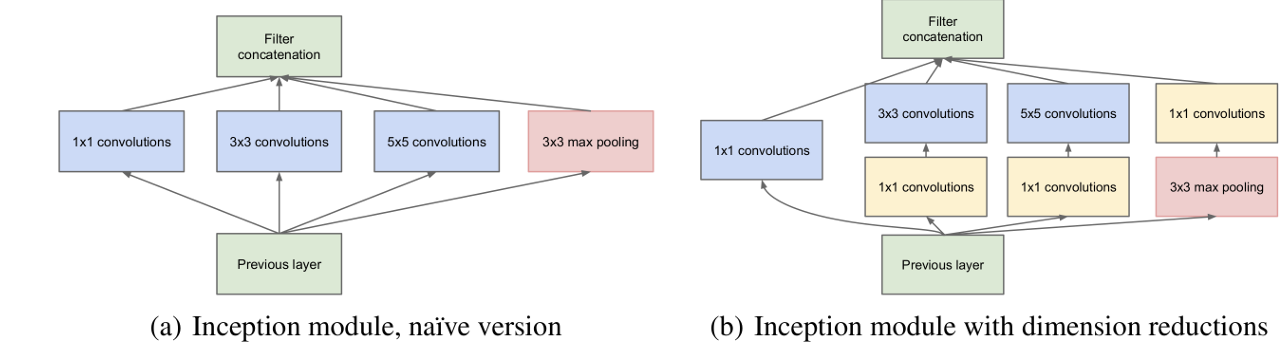 Filter
concatenation
1x1 convolutions
3x3 convolutions
5x5 convolutions
3x3 max pooling
Previous layer
(a) Inception module, naïve version
Filter
concatenation
3x3 convolutions
5x5 convolutions
1x1 convolutions
1x1 convolutions
1x1 convolutions
1x1 convolutions
3x3 max pooling
Previous layer
(b) Inception module with dimension reductions